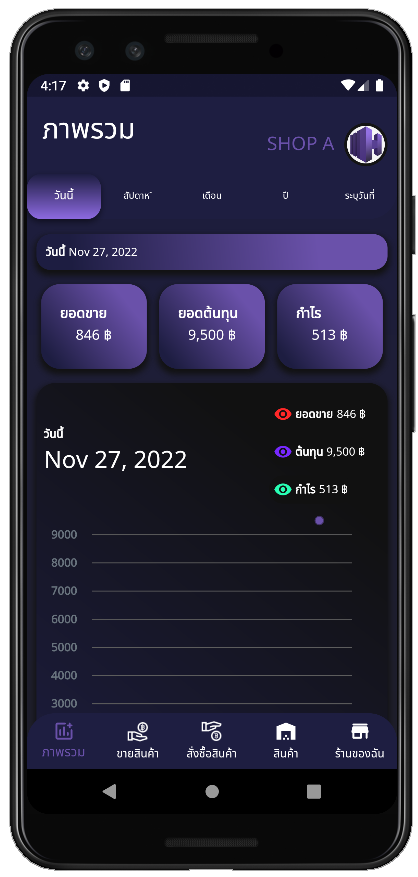 4:17
ภาพรวม
SHOP A
วันนี้ สัปดาห์ เดือน ปี ระบุวันที่
วันนี้ Nov 27, 2022
ยอดขาย ยอดต้นทุน กำไร
846 ฿ 9,500 ฿ 513 ฿
ยอดขาย 846 ฿
วันนี้
Nov 27, 2022
ต้นทุน 9,500 ฿
กำไร 513 ฿
9000
8000
7000
6000
5000
4000
3000
ภาพรวม ขายสินค้า สั่งซื้อสินค้า สินค้า ร้านของฉัน